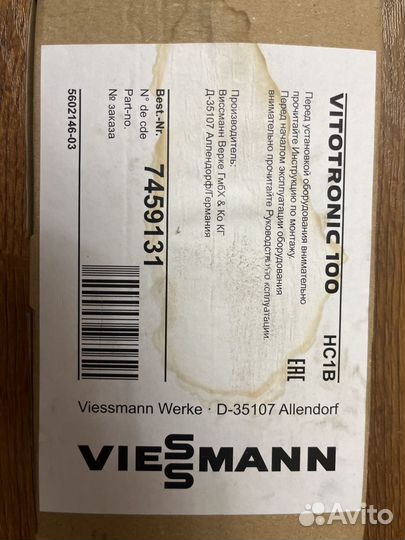 VITOTRONIC 100 HC1B
Перед установкой оборудования внимательно
прочитайте Инструкцию по монтажу.
Перед началом эксплуатации оборудования
внимательно прочитайте Руководство по эксплуатации.
EAC
Производитель:
Виссманн Верке ГмбХ & Ко КГ
Д-35107 Аллендорф/Германия
Best.-Nr.
N° de cde
Part-no.
№ заказа
7459131
5602146-03
Viessmann Werke · D-35107 Allendorf
VIESSMANN
Avito